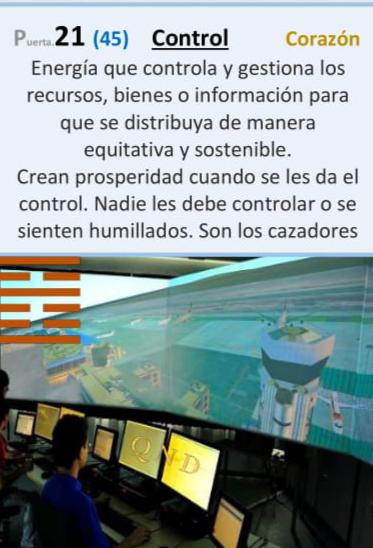 Puerta.21 (45) Control Corazón
Energía que controla y gestiona los
recursos, bienes o información para
que se distribuya de manera
equitativa y sostenible.
Crean prosperidad cuando se les da el
control. Nadie les debe controlar o se
sienten humillados. Son los cazadores
Q N D